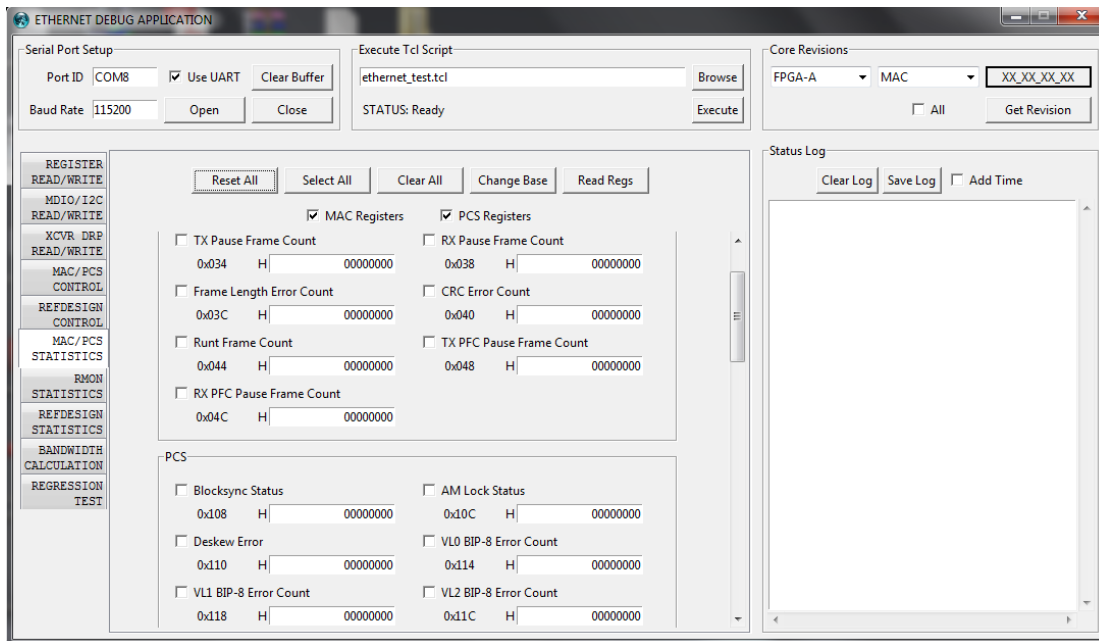 ETHERNET DEBUG APPLICATION
Serial Port Setup
Port ID COM8 Use UART Clear Buffer
Baud Rate 115200 Open Close
Execute Tcl Script
ethernet_test.tcl Browse
STATUS: Ready Execute
Core Revisions
FPGA-A MAC XX_XX_XX_XX
All Get Revision
REGISTER
READ/WRITE
MDIO/I2C
READ/WRITE
XCVR DRP
READ/WRITE
MAC/PCS
CONTROL
REFDESIGN
CONTROL
MAC/PCS
STATISTICS
RMON
STATISTICS
REFDESIGN
STATISTICS
BANDWIDTH
CALCULATION
REGRESSION
TEST
Reset All Select All Clear All Change Base Read Regs
MAC Registers PCS Registers
TX Pause Frame Count RX Pause Frame Count
0x034 H 00000000 0x038 H 00000000
Frame Length Error Count CRC Error Count
0x03C H 00000000 0x040 H 00000000
Runt Frame Count TX PFC Pause Frame Count
0x044 H 00000000 0x048 H 00000000
RX PFC Pause Frame Count
0x04C H 00000000
PCS
Blocksync Status AM Lock Status
0x108 H 00000000 0x10C H 00000000
Deskew Error VL0 BIP-8 Error Count
0x110 H 00000000 0x114 H 00000000
VL1 BIP-8 Error Count VL2 BIP-8 Error Count
0x118 H 00000000 0x11C H 00000000
Status Log
Clear Log Save Log Add Time